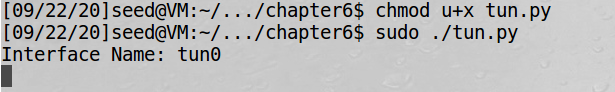 [09/22/20]seed@VM:~/.../chapter6$ chmod u+x tun.py
[09/22/20]seed@VM:~/.../chapter6$ sudo ./tun.py
Interface Name: tun0